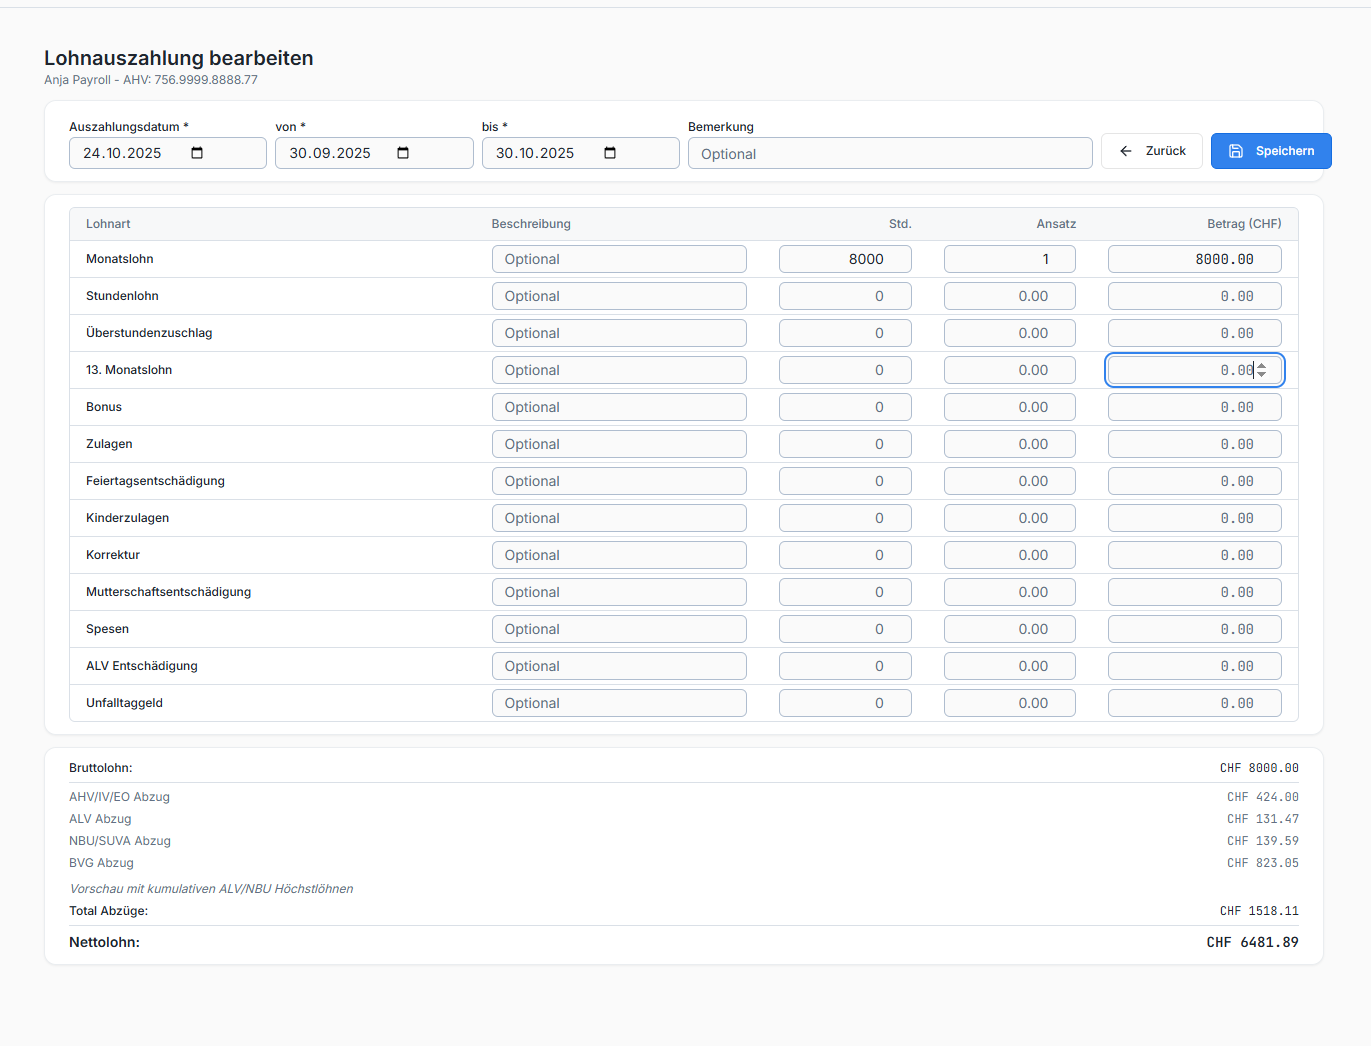 Lohnauszahlung bearbeiten
Anja Payroll - AHV: 756.9999.8888.77
Auszahlungsdatum * von * bis * Bemerkung
24.10.2025 30.09.2025 30.10.2025 Optional Zurück Speichern
Lohnart Beschreibung Std. Ansatz Betrag (CHF)
Monatslohn Optional 8000 1 8000.00
Stundenlohn Optional 0 0.00 0.00
Überstundenzuschlag Optional 0 0.00 0.00
13. Monatslohn Optional 0 0.00 0.00
Bonus Optional 0 0.00 0.00
Zulagen Optional 0 0.00 0.00
Feiertagsentschädigung Optional 0 0.00 0.00
Kinderzulagen Optional 0 0.00 0.00
Korrektur Optional 0 0.00 0.00
Mutterschaftsentschädigung Optional 0 0.00 0.00
Spesen Optional 0 0.00 0.00
ALV Entschädigung Optional 0 0.00 0.00
Unfalltaggeld Optional 0 0.00 0.00
Bruttolohn: CHF 8000.00
AHV/IV/EO Abzug CHF 424.00
ALV Abzug CHF 131.47
NBU/SUVA Abzug CHF 139.59
BVG Abzug CHF 823.05
Vorschau mit kumulativen ALV/NBU Höchstlöhnen
Total Abzüge: CHF 1518.11
Nettolohn: CHF 6481.89